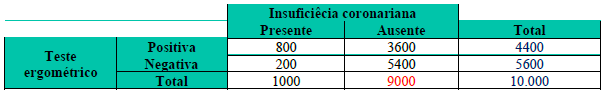 Insuficiêcia coronariana
Presente Ausente Total
Teste ergométrico Positiva 800 3600 4400
Negativa 200 5400 5600
Total 1000 9000 10.000